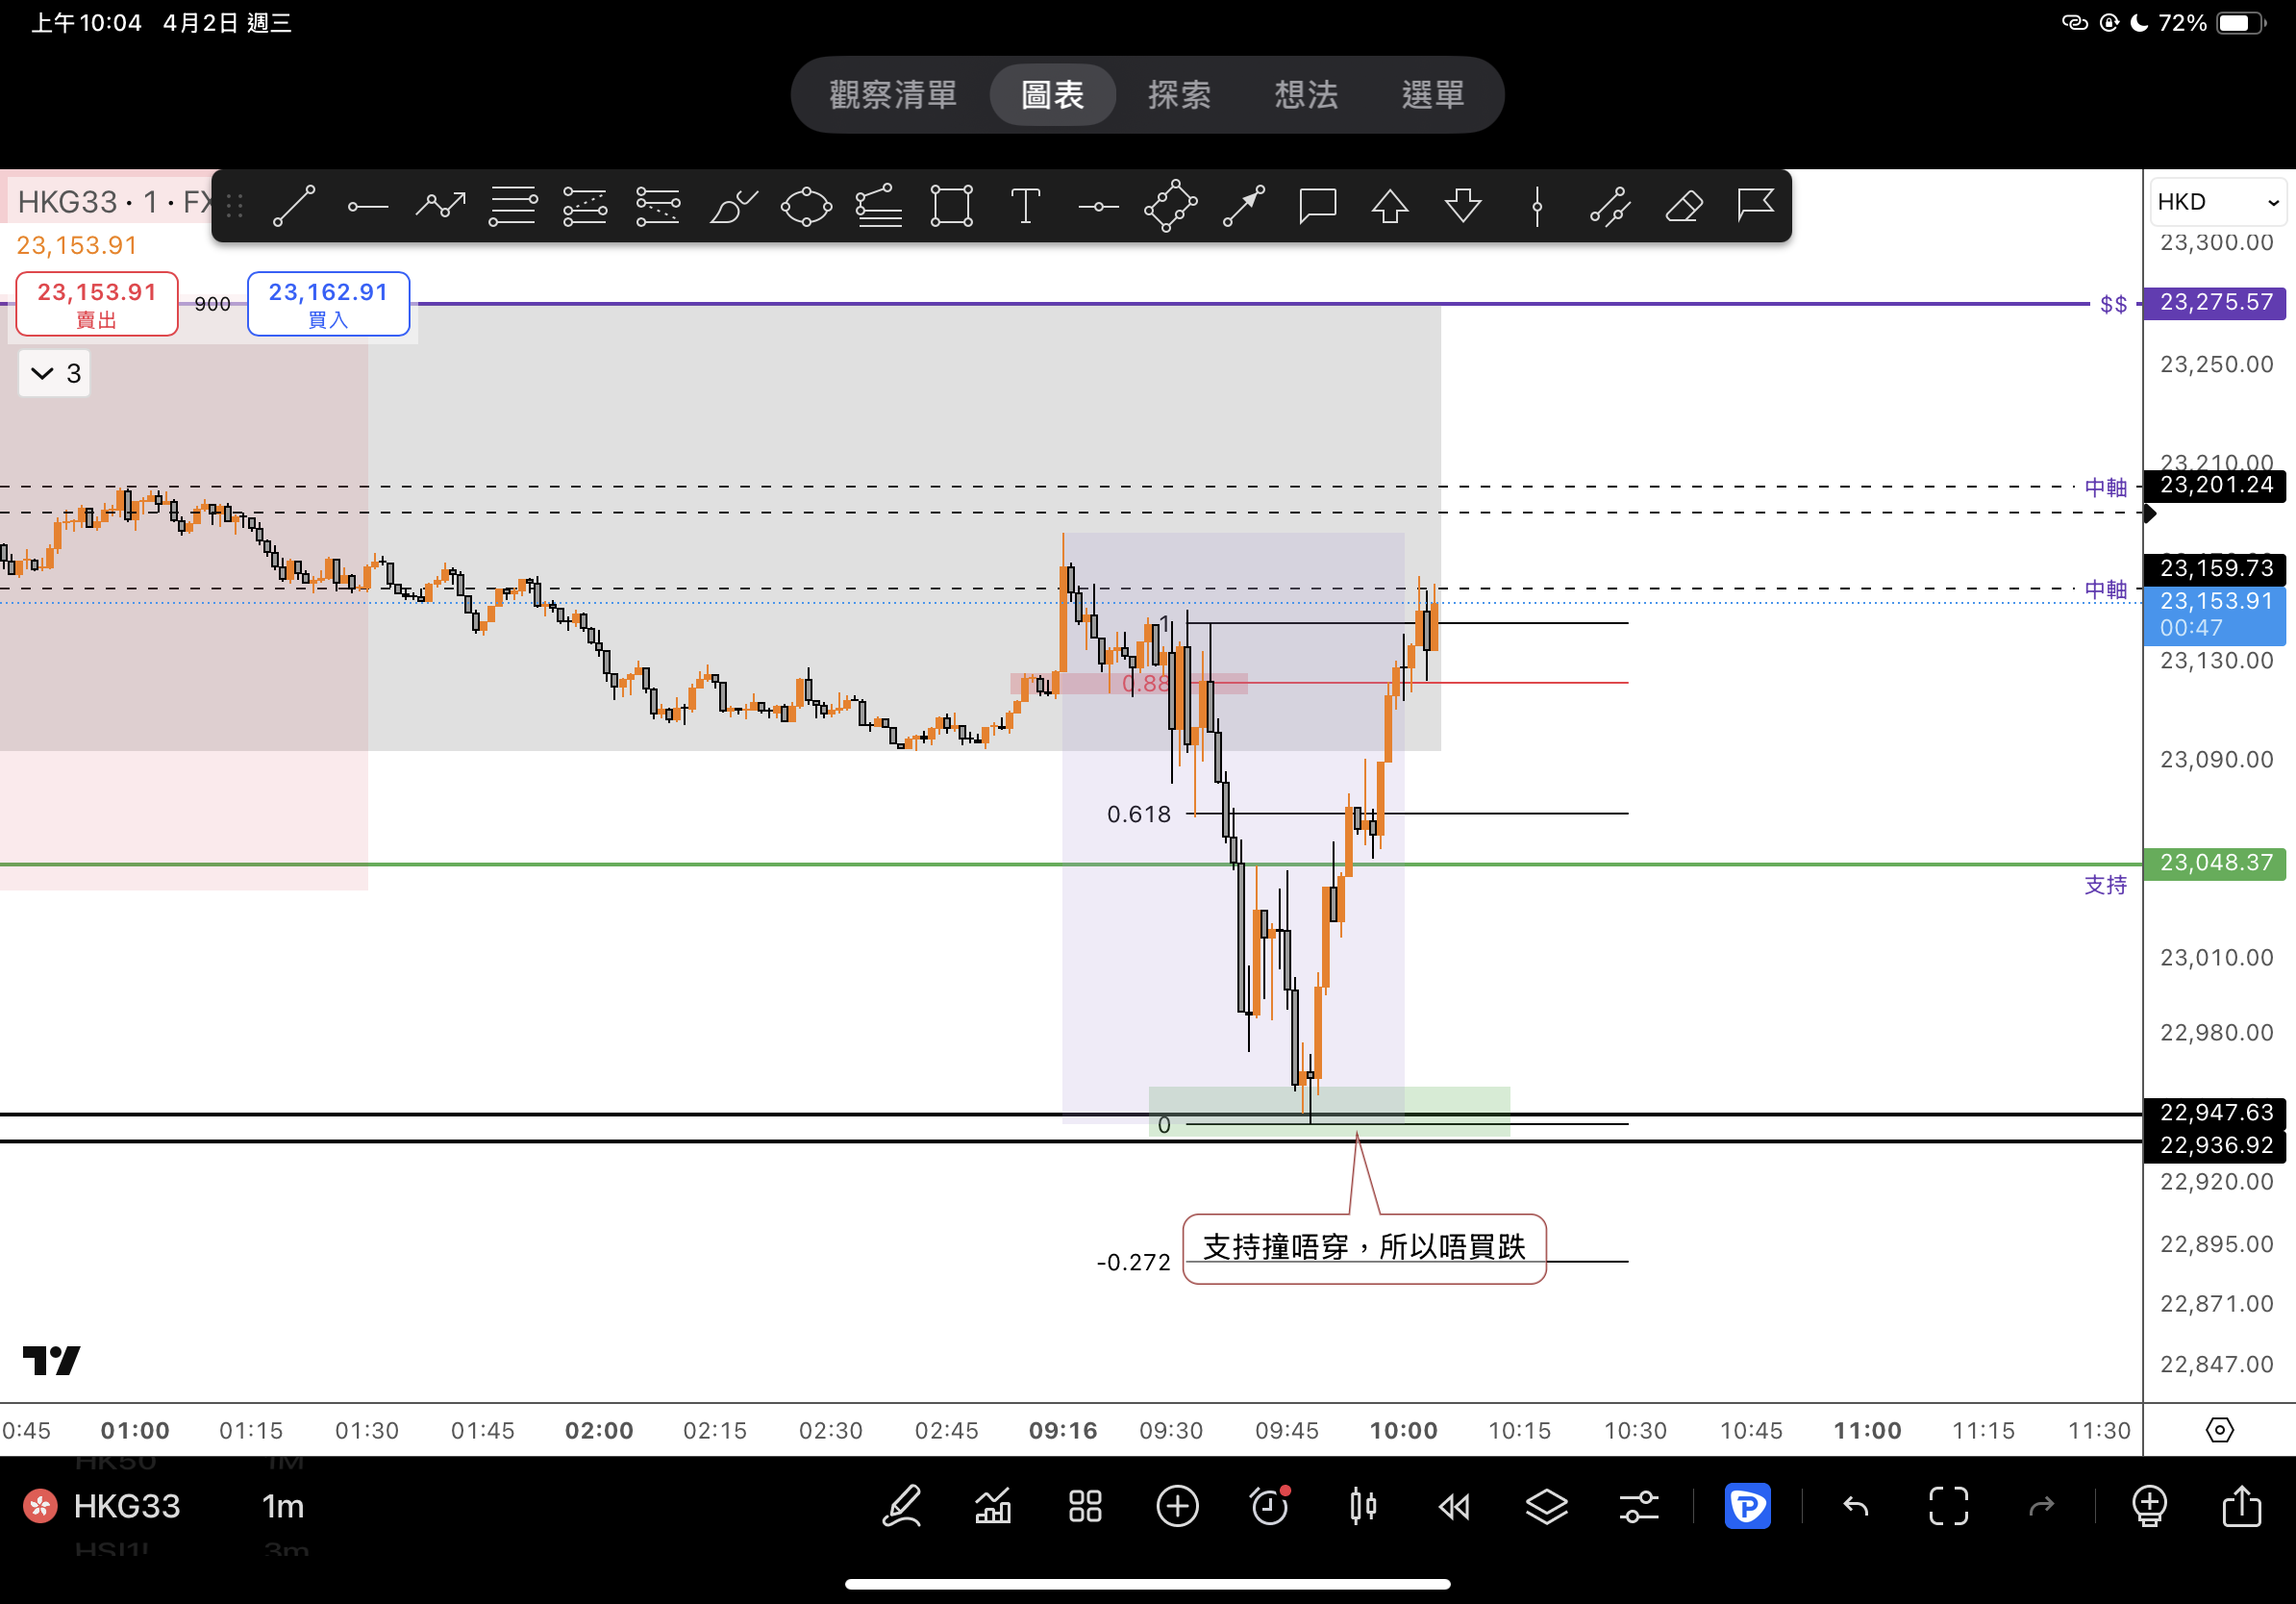 上午10:04 4月2日 週三
72%
觀察清單 圖表 探索 想法 選單
HKG33 · 1 · FX
23,153.91
23,153.91
賣出
900
23,162.91
買入
3
HKD
23,300.00
$$ 23,275.57
23,250.00
23,210.00
中軸 23,201.24
23,159.73
中軸
23,153.91
00:47
1
23,130.00
0.88
23,090.00
0.618
23,048.37
支持
23,010.00
22,980.00
22,947.63
0
22,936.92
22,920.00
支持撞唔穿，所以唔買跌
-0.272
22,895.00
22,871.00
22,847.00
0:45 01:00 01:15 01:30 01:45 02:00 02:15 02:30 02:45 09:16 09:30 09:45 10:00 10:15 10:30 10:45 11:00 11:15 11:30
HK50 1M
HKG33 1m
HSI1! 3m